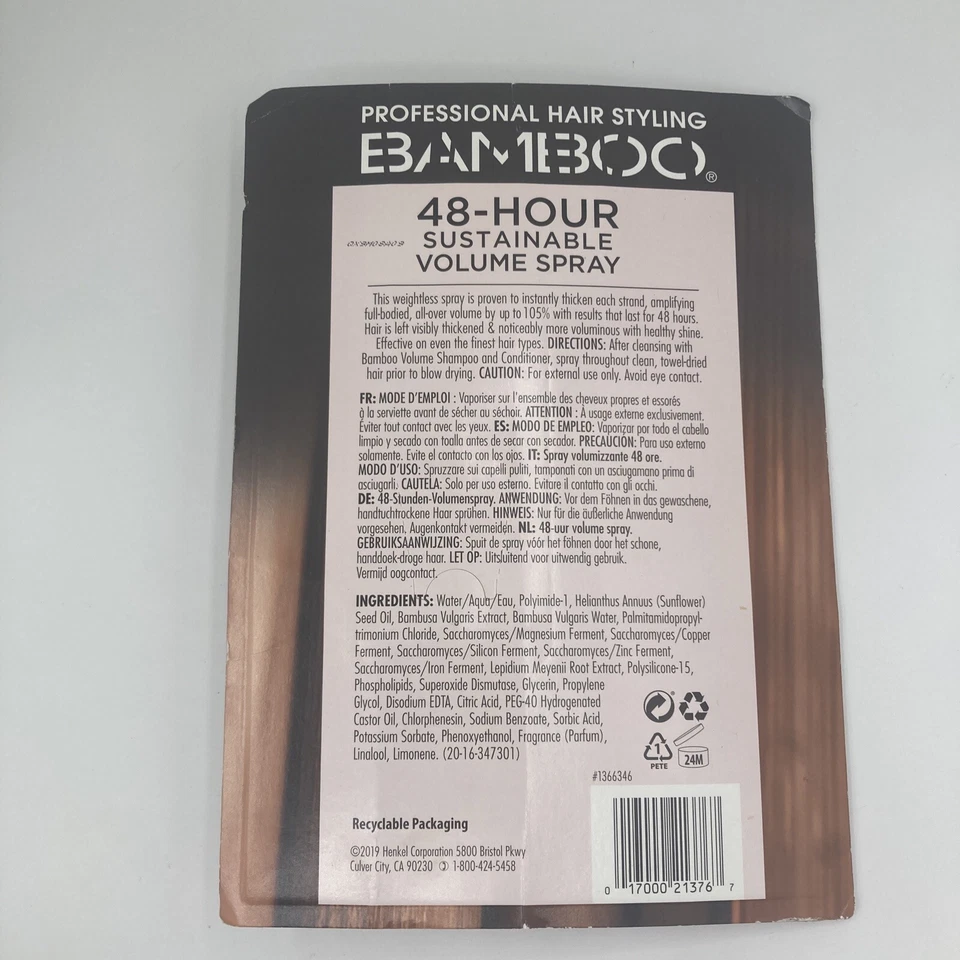 PROFESSIONAL HAIR STYLING
BAMBOO®
48-HOUR
SUSTAINABLE
VOLUME SPRAY
This weightless spray is proven to instantly thicken each strand, amplifying
full-bodied, all-over volume by up to 105% with results that last for 48 hours.
Hair is left visibly thickened & noticeably more voluminous with healthy shine.
Effective on even the finest hair types. DIRECTIONS: After cleansing with
Bamboo Volume Shampoo and Conditioner, spray throughout clean, towel-dried
hair prior to blow drying. CAUTION: For external use only. Avoid eye contact.
FR: MODE D'EMPLOI : Vaporiser sur l'ensemble des cheveux propres et essorés
à la serviette avant de sécher au séchoir. ATTENTION : À usage externe exclusivement.
Éviter tout contact avec les yeux. ES: MODO DE EMPLEO: Vaporizar por todo el cabello
limpio y secado con toalla antes de secar con secador. PRECAUCIÓN: Para uso externo
solamente. Evite el contacto con los ojos. IT: Spray volumizzante 48 ore.
MODO D'USO: Spruzzare sui capelli puliti, tamponati con un asciugamano prima di
asciugarli. CAUTELA: Solo per uso esterno. Evitare il contatto con gli occhi.
DE: 48-Stunden-Volumenspray. ANWENDUNG: Vor dem Föhnen in das gewaschene,
handtuchtrockene Haar sprühen. HINWEIS: Nur für die äußerliche Anwendung
vorgesehen. Augenkontakt vermeiden. NL: 48-uur volume spray.
GEBRUIKSAANWIJZING: Spuit de spray vóór het föhnen door het schone,
handdoek-droge haar. LET OP: Uitsluitend voor uitwendig gebruik.
Vermijd oogcontact.
INGREDIENTS: Water/Aqua/Eau, Polyimide-1, Helianthus Annuus (Sunflower)
Seed Oil, Bambusa Vulgaris Extract, Bambusa Vulgaris Water, Palmitamidopropyl-
trimonium Chloride, Saccharomyces/Magnesium Ferment, Saccharomyces/Copper
Ferment, Saccharomyces/Silicon Ferment, Saccharomyces/Zinc Ferment,
Saccharomyces/Iron Ferment, Lepidium Meyenii Root Extract, Polysilicone-15,
Phospholipids, Superoxide Dismutase, Glycerin, Propylene
Glycol, Disodium EDTA, Citric Acid, PEG-40 Hydrogenated
Castor Oil, Chlorphenesin, Sodium Benzoate, Sorbic Acid,
Potassium Sorbate, Phenoxyethanol, Fragrance (Parfum),
Linalool, Limonene. (20-16-347301)
1
PETE
24M
#1366346
Recyclable Packaging
©2019 Henkel Corporation 5800 Bristol Pkwy
Culver City, CA 90230 1-800-424-5458
0 17000 21376 7